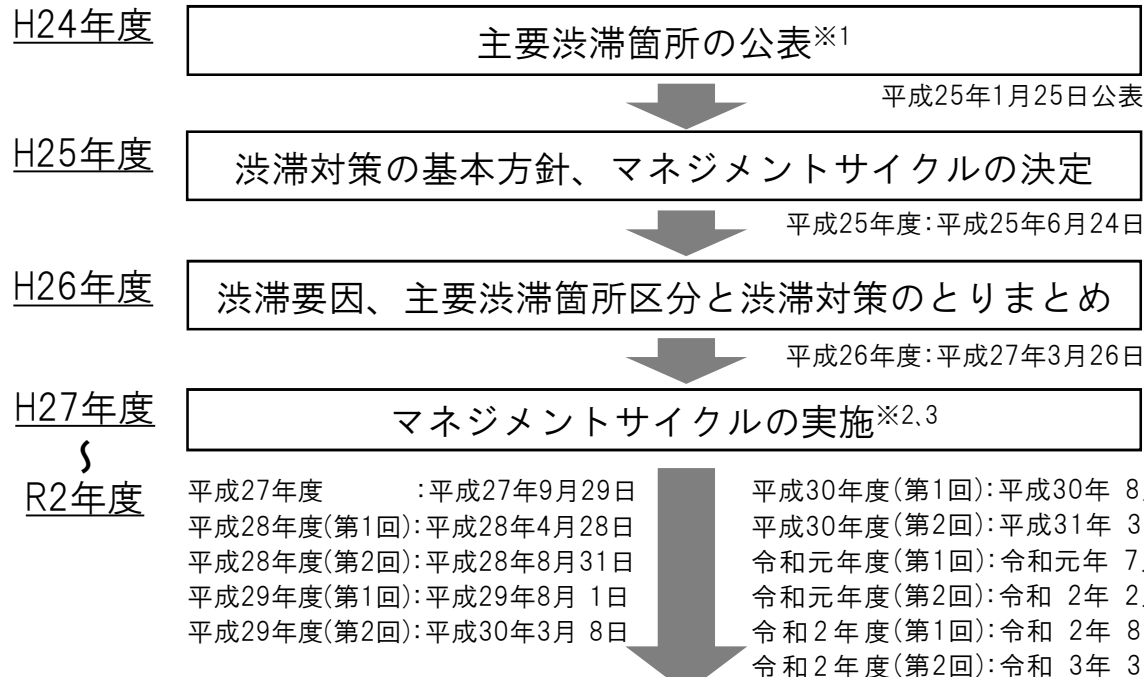 H24年度
主要渋滞箇所の公表※1
平成25年1月25日公表
H25年度
渋滞対策の基本方針、マネジメントサイクルの決定
平成25年度：平成25年6月24日
H26年度
渋滞要因、主要渋滞箇所区分と渋滞対策のとりまとめ
平成26年度：平成27年3月26日
H27年度
～
R2年度
マネジメントサイクルの実施※2,3
平成27年度　　　：平成27年9月29日
平成28年度(第1回)：平成28年4月28日
平成28年度(第2回)：平成28年8月31日
平成29年度(第1回)：平成29年8月 1日
平成29年度(第2回)：平成30年3月 8日
平成30年度(第1回)：平成30年 8
平成30年度(第2回)：平成31年 3
令和元年度(第1回)：令和元年 7
令和元年度(第2回)：令和 2年 2
令和２年度(第1回)：令和 2年 8
令和２年度(第2回)：令和 3年 3